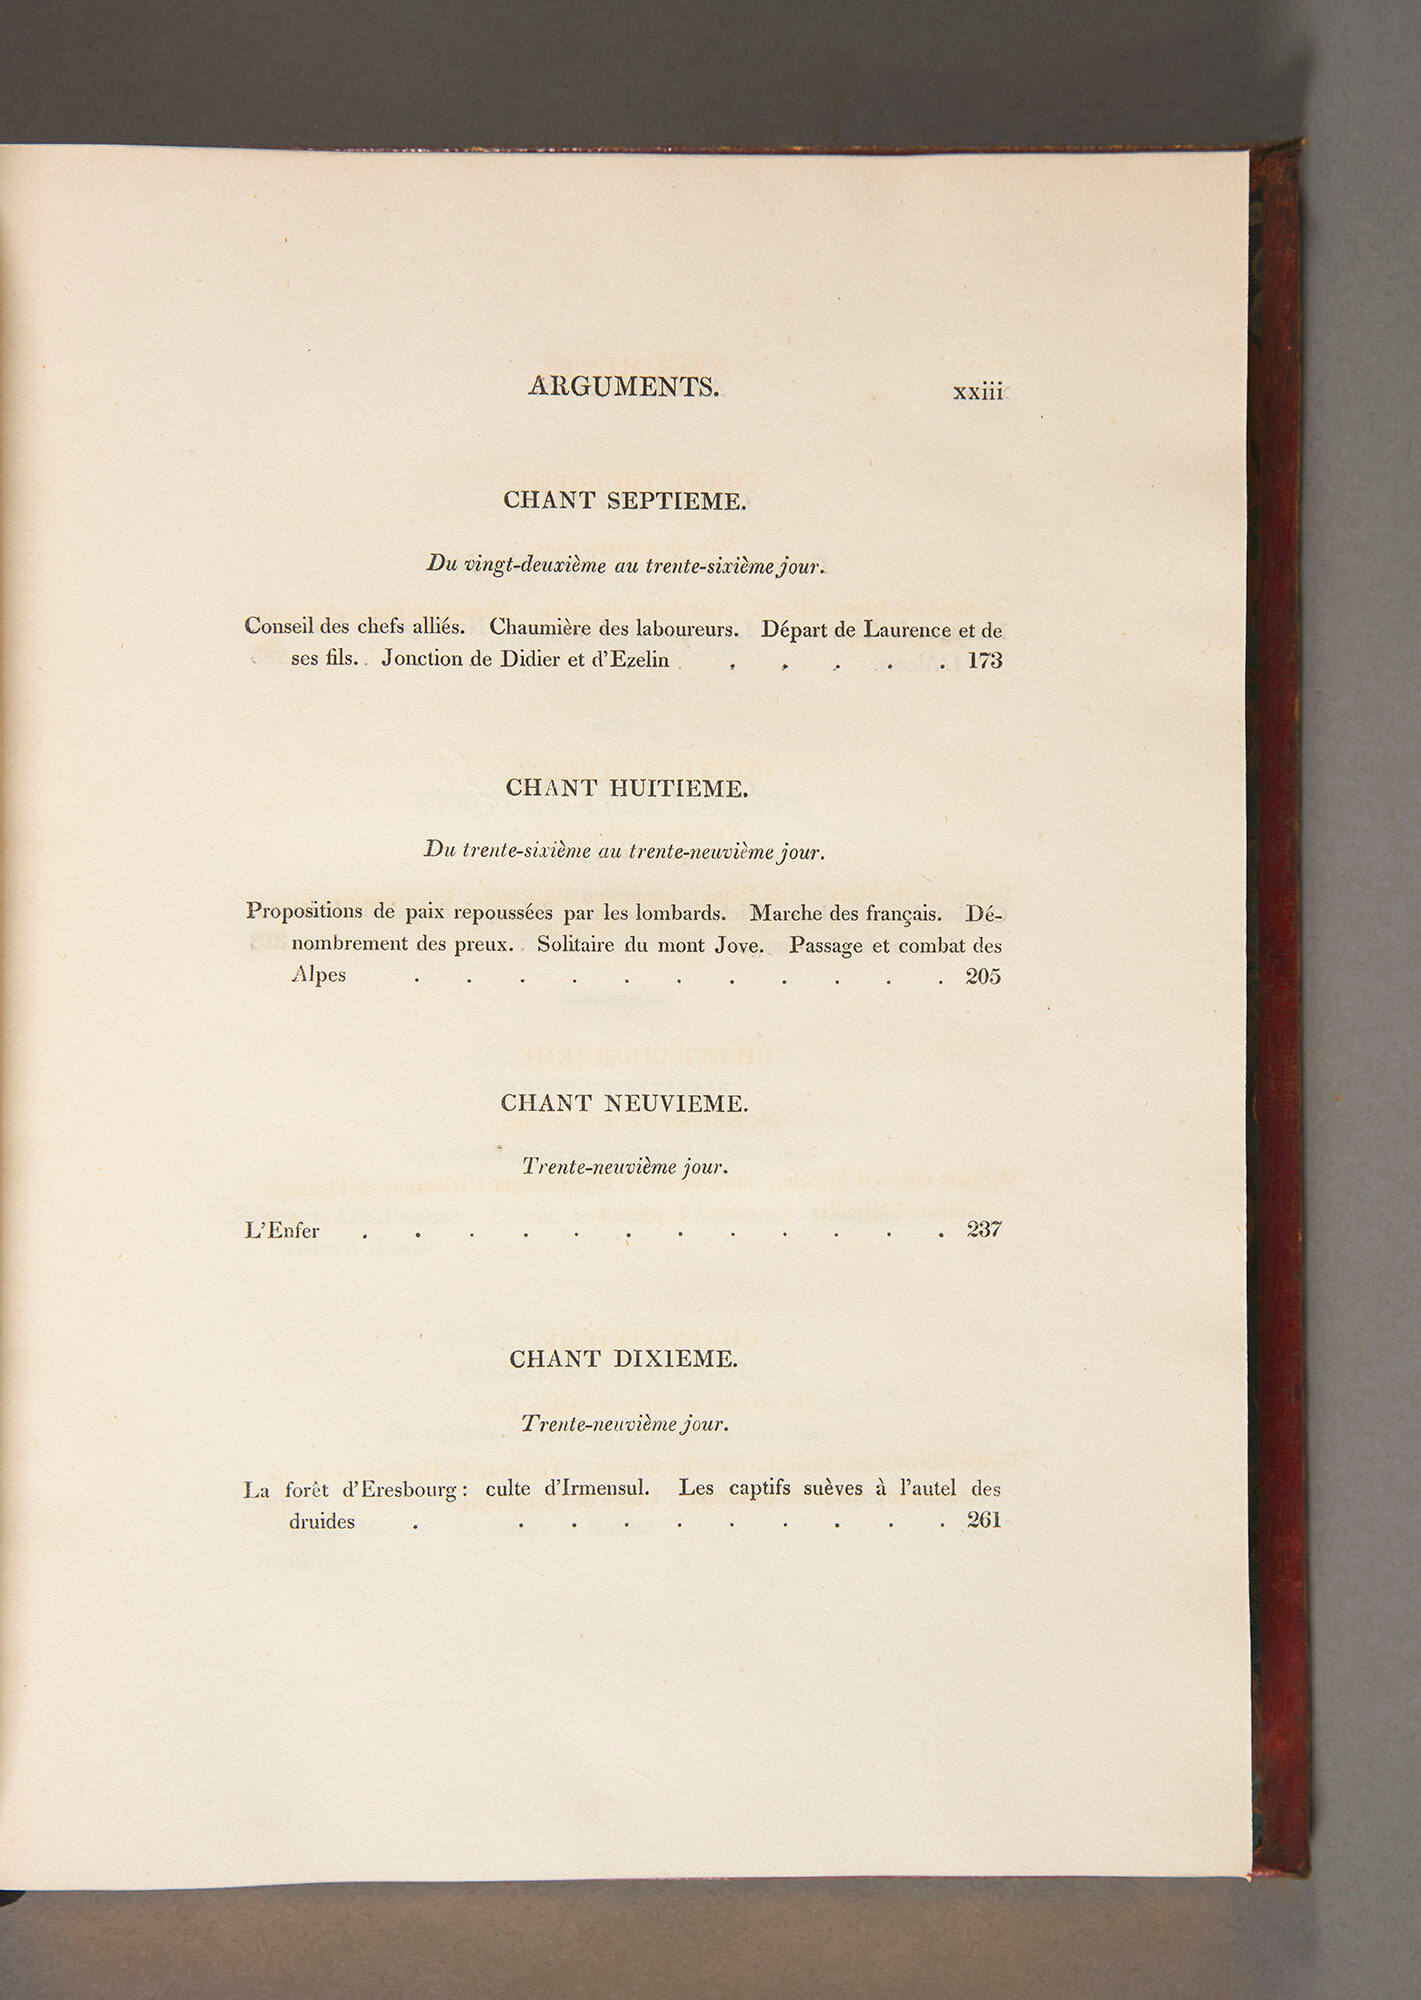 ARGUMENTS. xxiii
CHANT SEPTIEME.
Du vingt-deuxième au trente-sixième jour.
Conseil des chefs alliés. Chaumière des laboureurs. Départ de Laurence et de
ses fils. Jonction de Didier et d'Ezelin . . . . . 173
CHANT HUITIEME.
Du trente-sixième au trente-neuvième jour.
Propositions de paix repoussées par les lombards. Marche des français. Dé-
nombrement des preux. Solitaire du mont Jove. Passage et combat des
Alpes . . . . . . . . . . . 205
CHANT NEUVIEME.
Trente-neuvième jour.
L'Enfer . . . . . . . . . . . . 237
CHANT DIXIEME.
Trente-neuvième jour.
La forêt d'Eresbourg : culte d'Irmensul. Les captifs suèves à l'autel des
druides . . . . . . . . . . 261